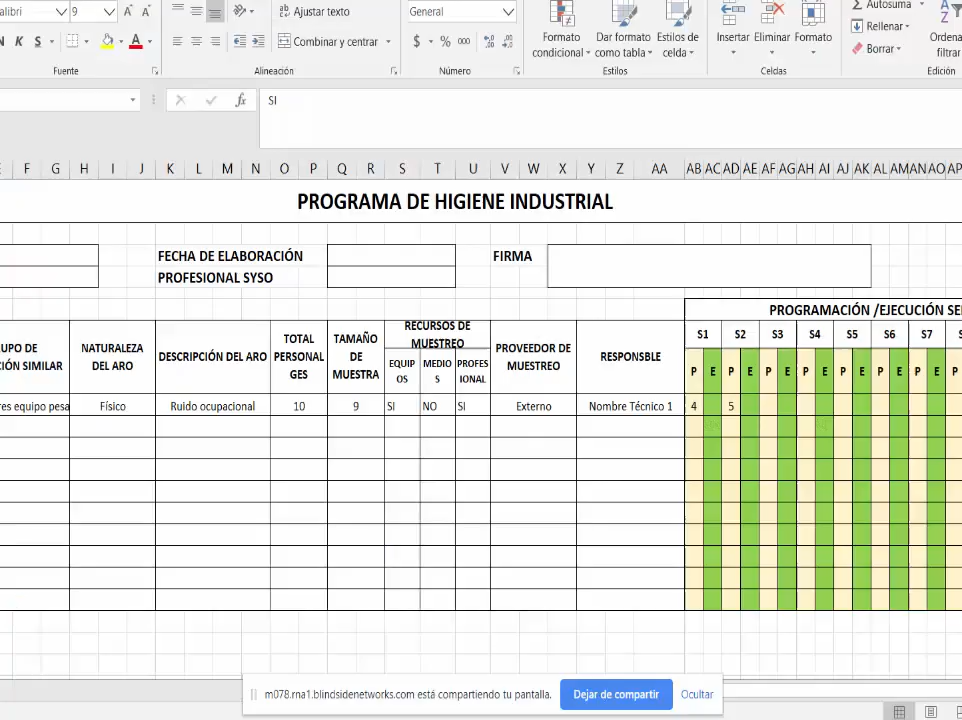 alibri 9 A A Ajustar texto General Σ Autosuma
Formato Dar formato Estilos de Insertar Eliminar Formato Rellenar Ordena
N K S A Combinar y centrar $ % 000 condicional como tabla celda Borrar filtrar
Fuente Alineación Número Estilos Celdas Edición
fx SI
F G H I J K L M N O P Q R S T U V W X Y Z AA AB AC AD AE AF AG AH AI AJ AK AL AM AN AO AP
PROGRAMA DE HIGIENE INDUSTRIAL
FECHA DE ELABORACIÓN FIRMA
PROFESIONAL SYSO
PROGRAMACIÓN /EJECUCIÓN SE
UPO DE
IÓN SIMILAR
NATURALEZA
DEL ARO
DESCRIPCIÓN DEL ARO
TOTAL
PERSONAL
GES
TAMAÑO
DE
MUESTRA
RECURSOS DE
MUESTREO
EQUIP
OS
MEDIO
S
PROFES
IONAL
PROVEEDOR DE
MUESTREO
RESPONSBLE
S1 S2 S3 S4 S5 S6 S7
P E P E P E P E P E P E P E P
res equipo pesa Físico Ruido ocupacional 10 9 SI NO SI Externo Nombre Técnico 1 4 5
m078.rna1.blindsidenetworks.com está compartiendo tu pantalla. Dejar de compartir Ocultar